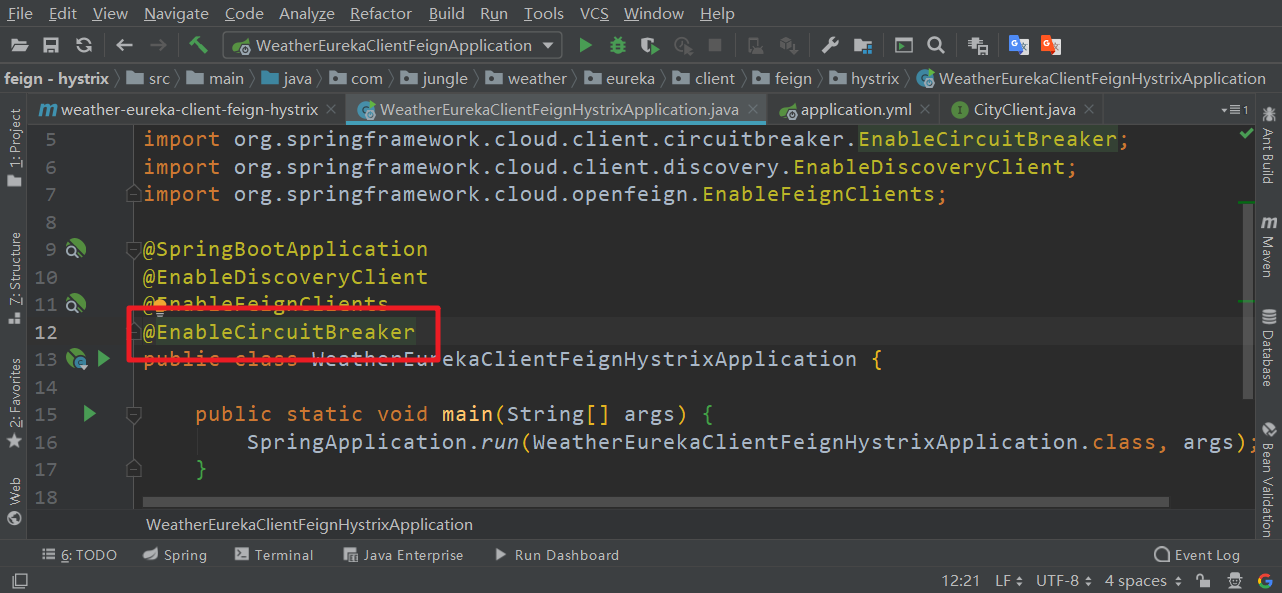 File Edit View Navigate Code Analyze Refactor Build Run Tools VCS Window Help
WeatherEurekaClientFeignApplication
feign - hystrix src main java com jungle weather eureka client feign hystrix WeatherEurekaClientFeignHystrixApplication
m weather-eureka-client-feign-hystrix WeatherEurekaClientFeignHystrixApplication.java application.yml I CityClient.java 1
5 import org.springframework.cloud.client.circuitbreaker.EnableCircuitBreaker;
6 import org.springframework.cloud.client.discovery.EnableDiscoveryClient;
7 import org.springframework.cloud.openfeign.EnableFeignClients;
8
9 @SpringBootApplication
10 @EnableDiscoveryClient
11 @EnableFeignClients
12 @EnableCircuitBreaker
13 public class WeatherEurekaClientFeignHystrixApplication {
14
15 public static void main(String[] args) {
16 SpringApplication.run(WeatherEurekaClientFeignHystrixApplication.class, args);
17 }
18
WeatherEurekaClientFeignHystrixApplication
1: Project
7: Structure
2: Favorites
Web
Ant Build
m Maven
Database
Bean Validation
6: TODO Spring Terminal Java Enterprise Run Dashboard Event Log
12:21 LF UTF-8 4 spaces G